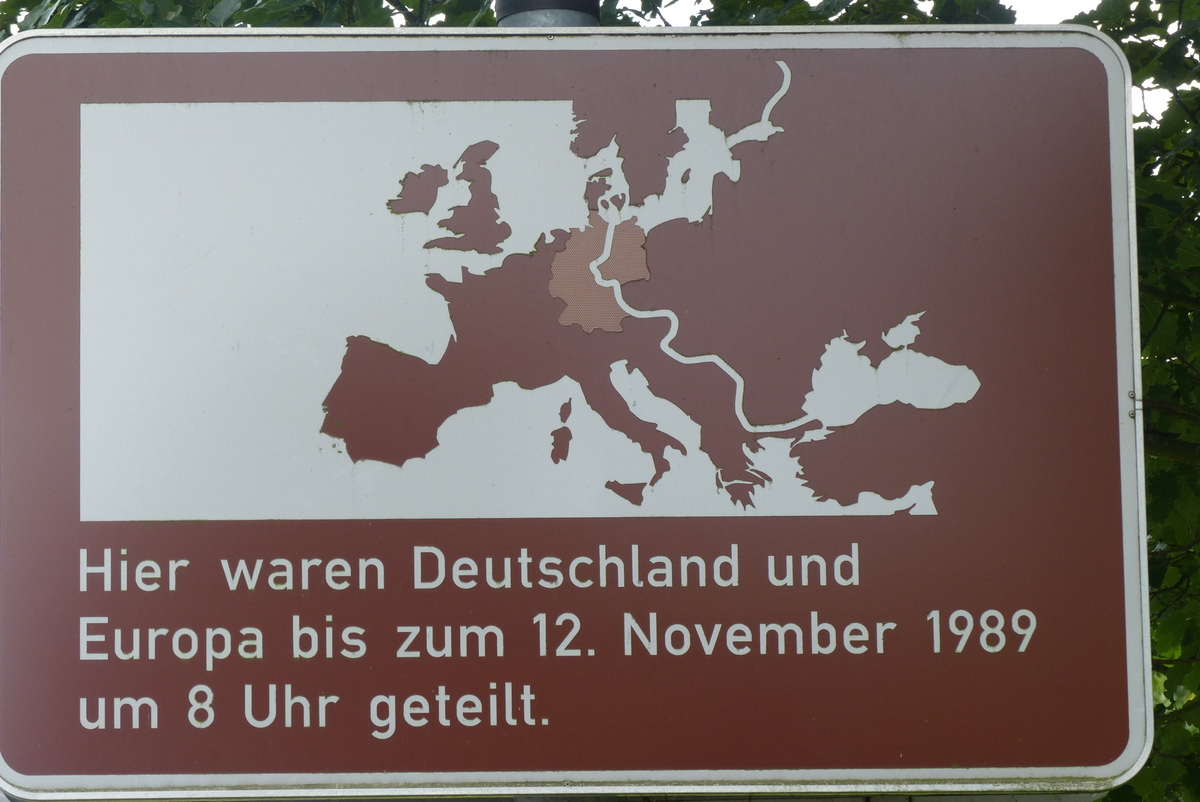 Hier waren Deutschland und
Europa bis zum 12. November 1989
um 8 Uhr geteilt.